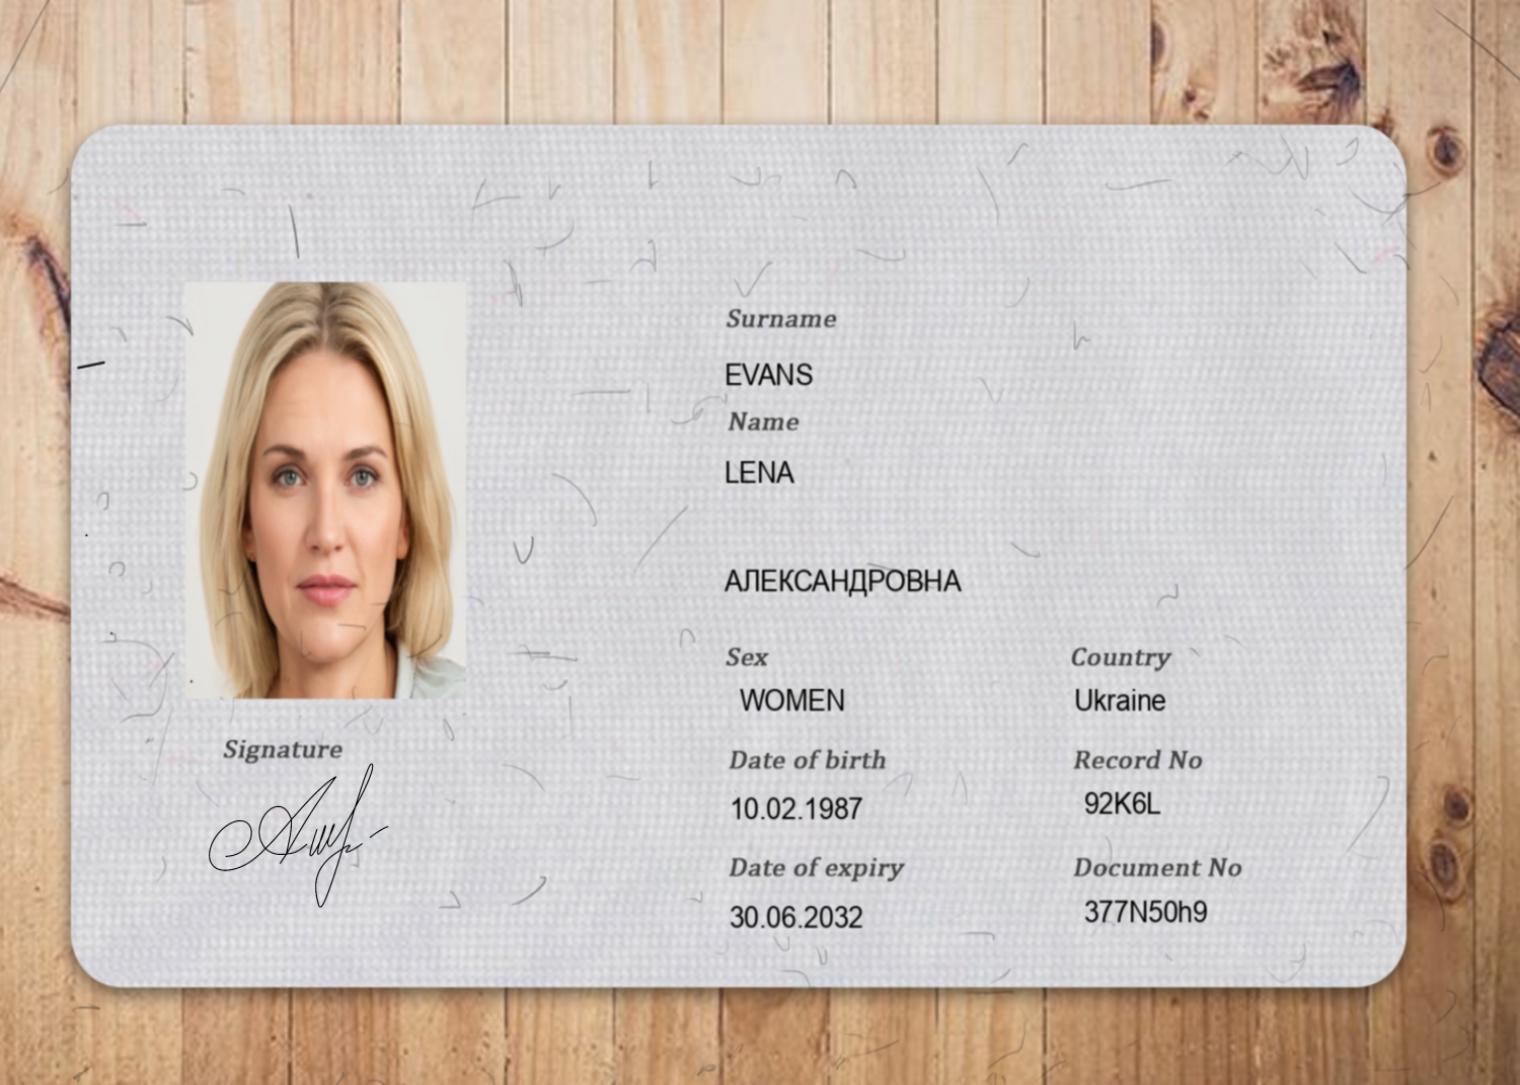 Surname
EVANS
Name
LENA
АЛЕКСАНДРОВНА
Sex
Country
WOMEN
Ukraine
Date of birth
Record No
10.02.1987
92K6L
Date of expiry
Document No
30.06.2032
377N50h9
Signature